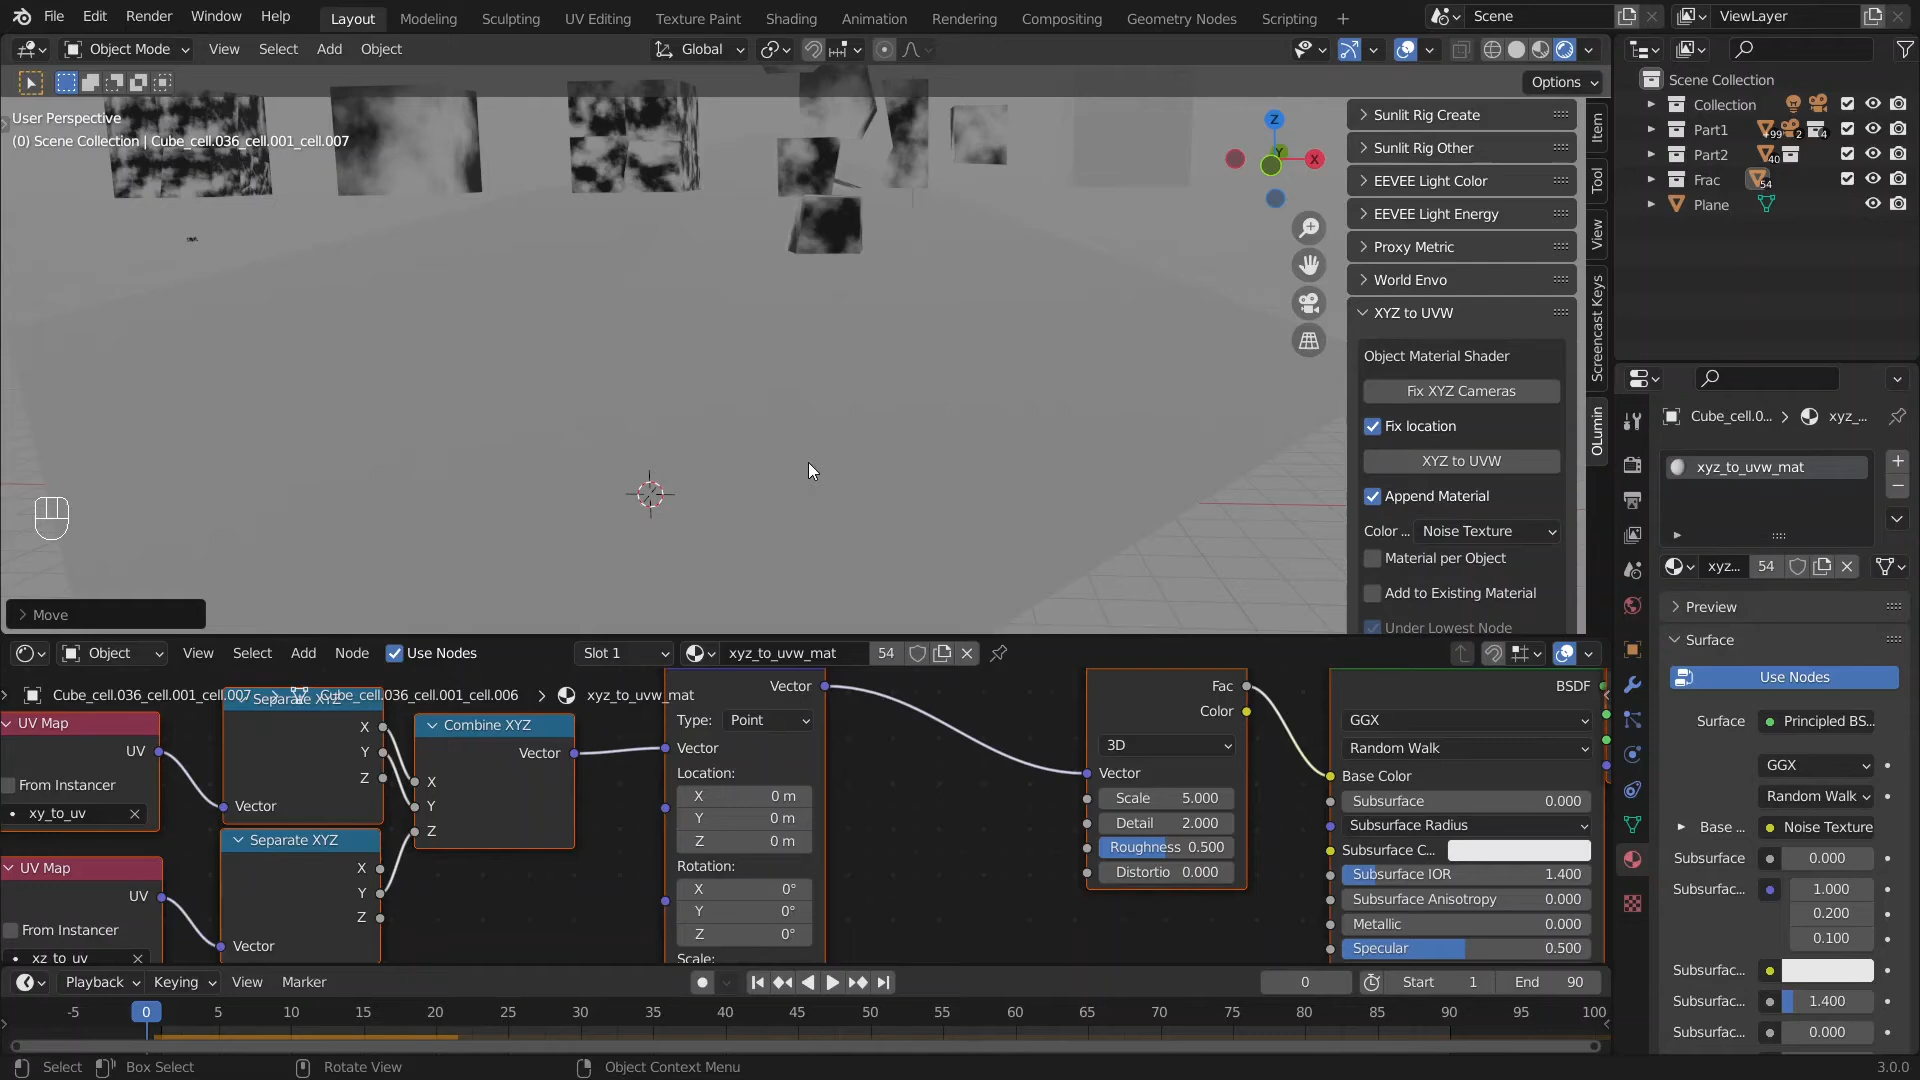 File Edit Render Window Help
Layout Modeling Sculpting UV Editing Texture Paint Shading Animation Rendering Compositing Geometry Nodes Scripting
Scene
ViewLayer
Object Mode View Select Add Object
Global
Options
User Perspective
(0) Scene Collection | Cube_cell.036_cell.001_cell.007
Z
Y
X
Sunlit Rig Create
Sunlit Rig Other
EEVEE Light Color
EEVEE Light Energy
Proxy Metric
World Envo
XYZ to UVW
Object Material Shader
Fix XYZ Cameras
Fix location
XYZ to UVW
Append Material
Color ... Noise Texture
Material per Object
Add to Existing Material
Under Lowest Node
Item
Tool
View
Screencast Keys
OLumin
Move
Scene Collection
Collection
Part1 +99 2 4
Part2 40
Frac 54
Plane
Cube_cell.0... xyz_...
xyz_to_uvw_mat
xyz... 54
Preview
Surface
Use Nodes
Surface Principled BS...
GGX
Random Walk
Base ... Noise Texture
Subsurface 0.000
Subsurfac... 1.000
0.200
0.100
Subsurfac...
Subsurfac... 1.400
Subsurfac... 0.000
Object View Select Add Node Use Nodes Slot 1 xyz_to_uvw_mat 54
Cube_cell.036_cell.001_cell.007 Cube_cell.036_cell.001_cell.006 xyz_to_uvw_mat
UV Map
UV
From Instancer
xy_to_uv
UV Map
UV
From Instancer
xz_to_uv
Separate XYZ
X
Y
Z
Vector
Separate XYZ
X
Y
Z
Vector
Combine XYZ
Vector
X
Y
Z
Vector
Type: Point
Vector
Location:
X 0 m
Y 0 m
Z 0 m
Rotation:
X 0°
Y 0°
Z 0°
Scale:
Fac
Color
3D
Vector
Scale 5.000
Detail 2.000
Roughness 0.500
Distortio 0.000
BSDF
GGX
Random Walk
Base Color
Subsurface 0.000
Subsurface Radius
Subsurface C...
Subsurface IOR 1.400
Subsurface Anisotropy 0.000
Metallic 0.000
Specular 0.500
Playback Keying View Marker
0 Start 1 End 90
-5 0 5 10 15 20 25 30 35 40 45 50 55 60 65 70 75 80 85 90 95 100
Select Box Select Rotate View Object Context Menu 3.0.0